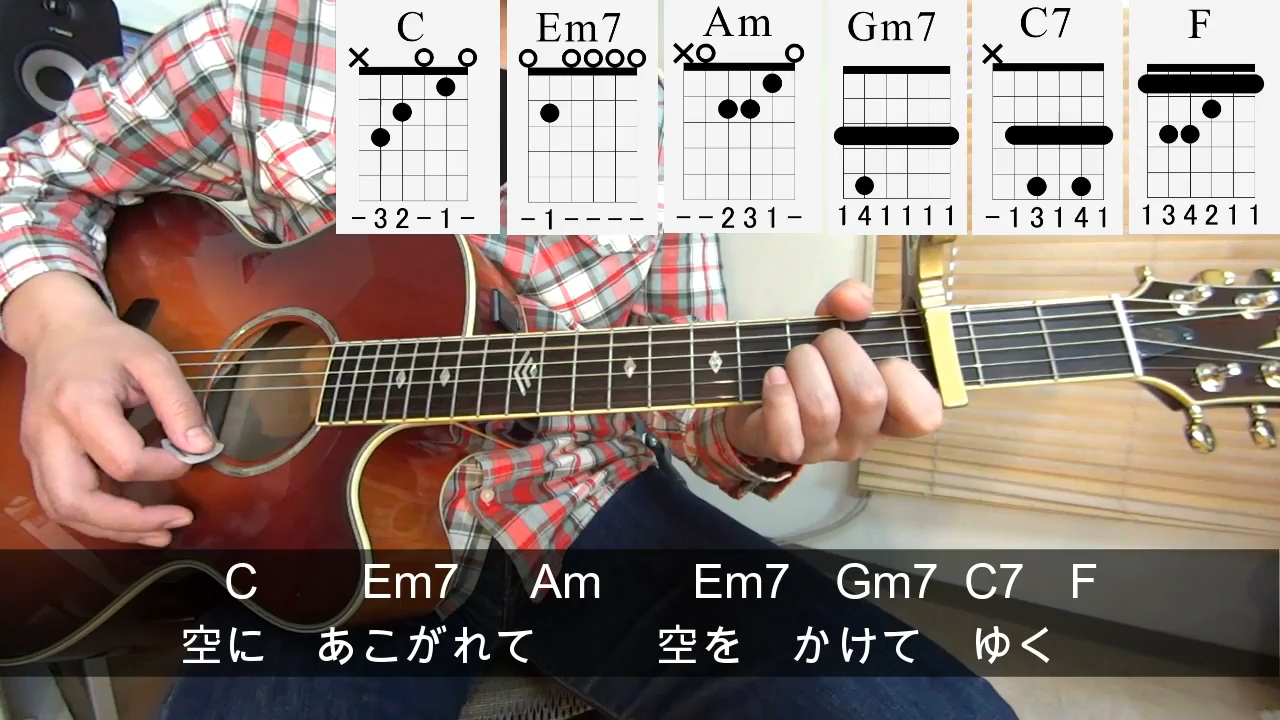 C Em7 Am Gm7 C7 F
×○○ ○○○○○ ×○○ ×
-32-1- -1---- --231- 141111 -13141 134211
C Em7 Am Em7 Gm7 C7 F
空に あこがれて 空を かけて ゆく